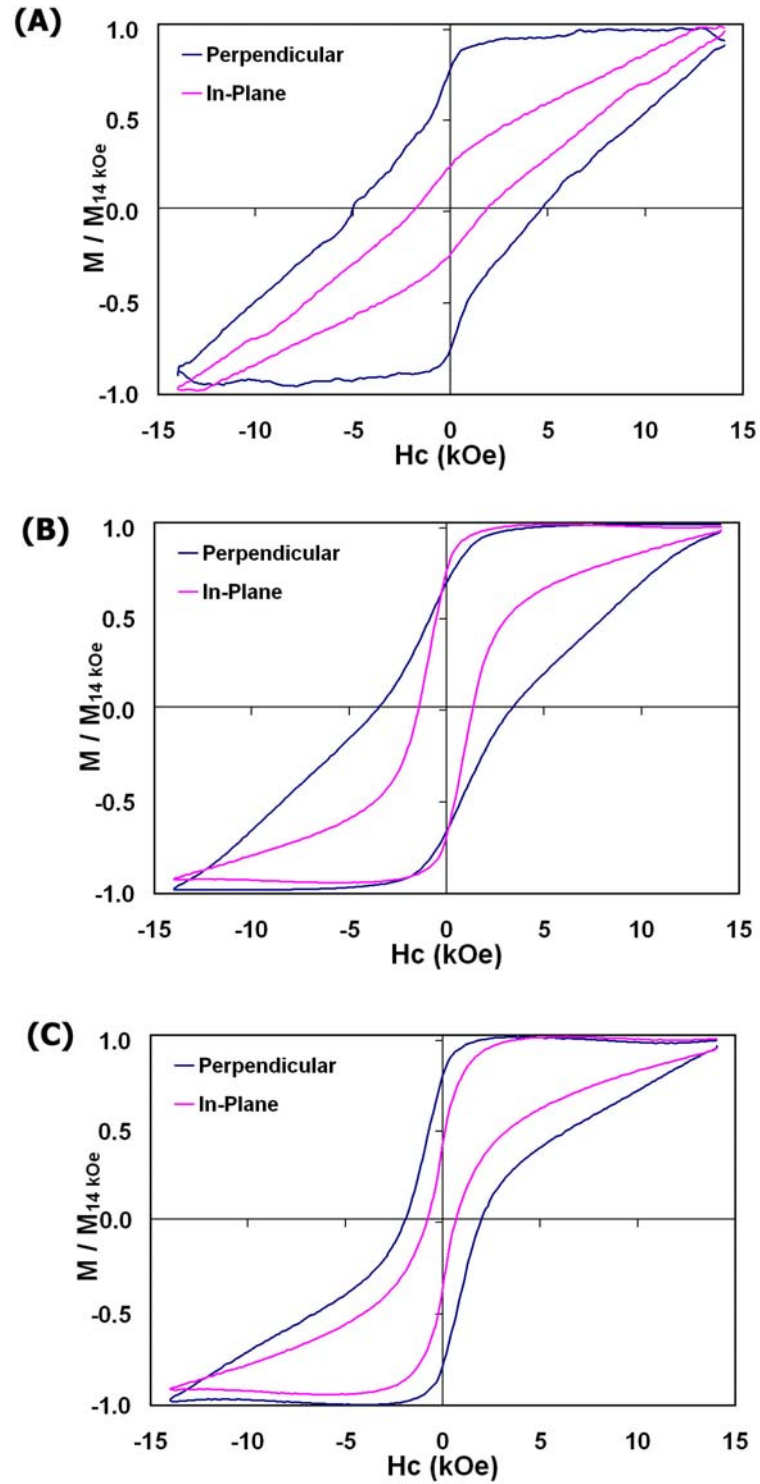 (A)
Perpendicular
In-Plane
M / M14 kOe
1.0
0.5
0.0
-0.5
-1.0
-15 -10 -5 0 5 10 15
Hc (kOe)
(B)
Perpendicular
In-Plane
M / M14 kOe
1.0
0.5
0.0
-0.5
-1.0
-15 -10 -5 0 5 10 15
Hc (kOe)
(C)
Perpendicular
In-Plane
M / M14 kOe
1.0
0.5
0.0
-0.5
-1.0
-15 -10 -5 0 5 10 15
Hc (kOe)